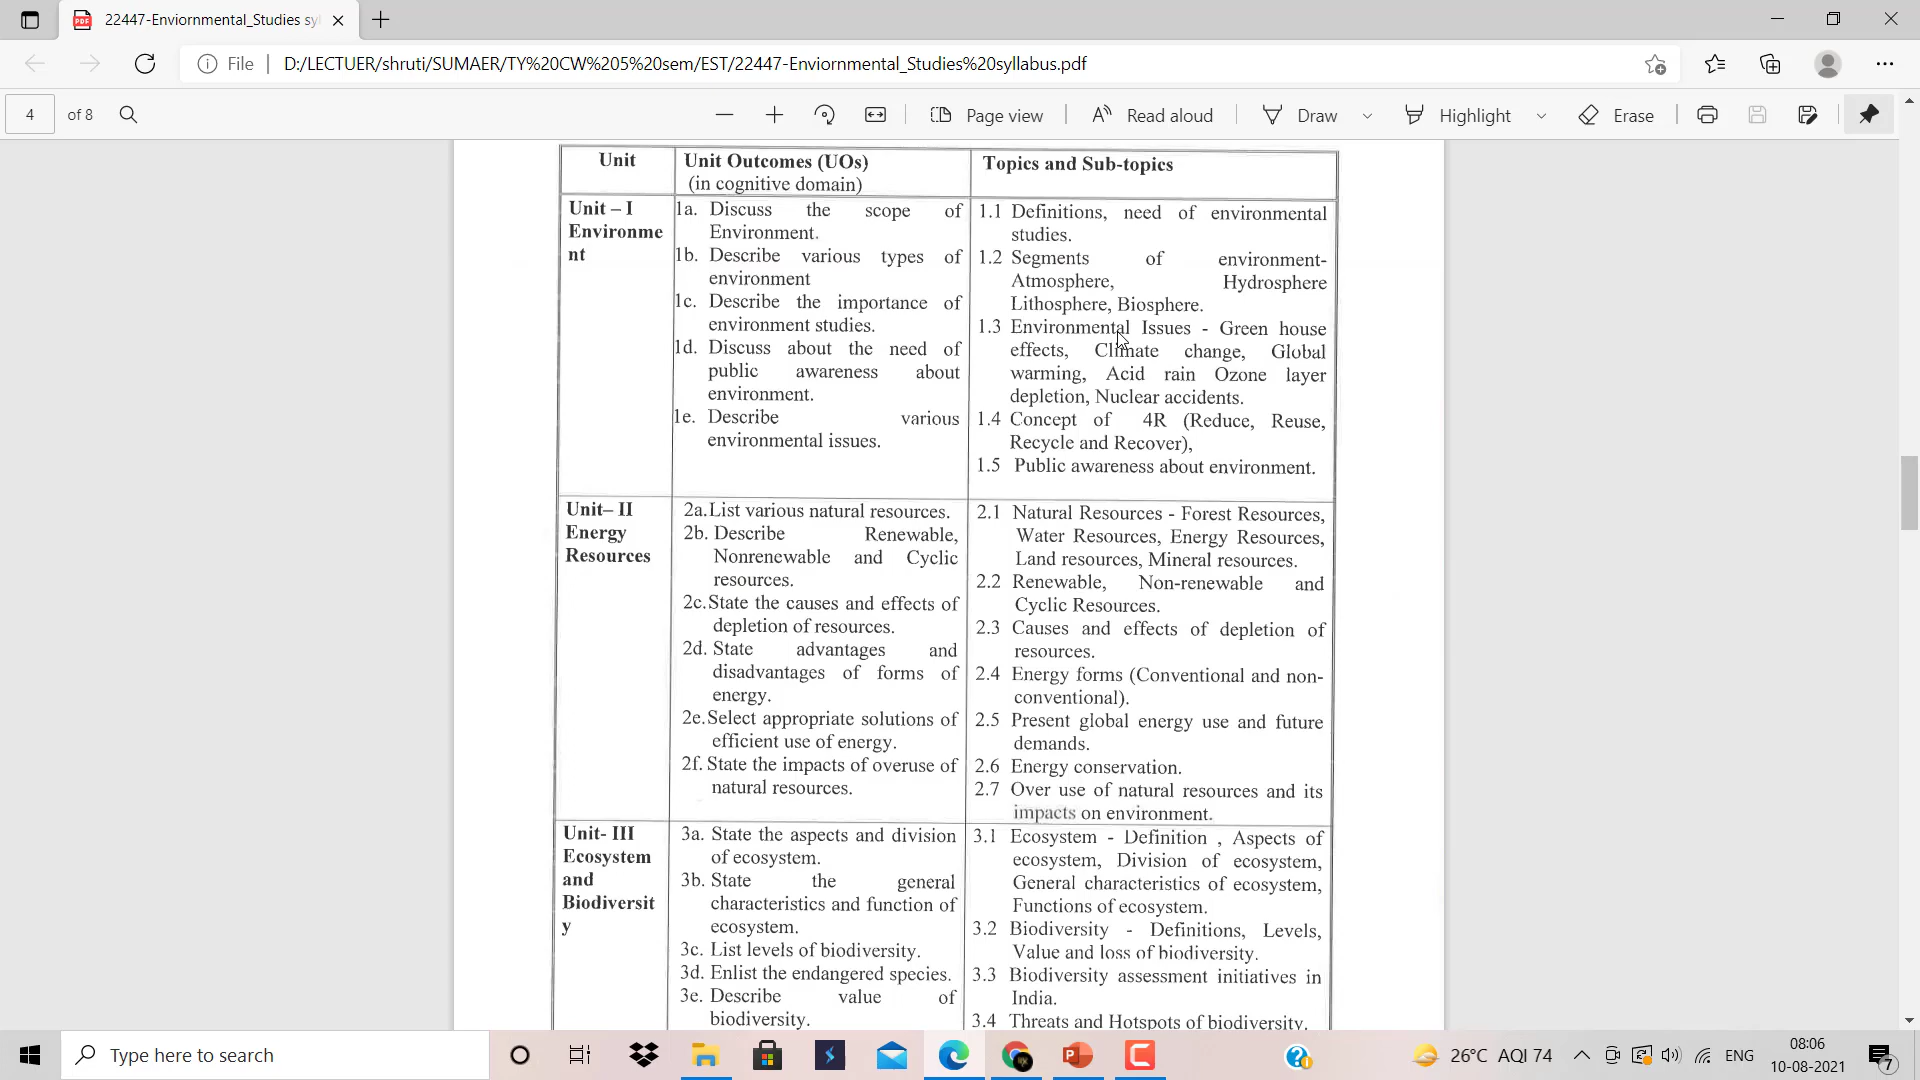 22447-Enviornmental_Studies sy
File
D:/LECTUER/shruti/SUMAER/TY%20CW%205%20sem/EST/22447-Enviornmental_Studies%20syllabus.pdf
4 of 8
Page view
Read aloud
Draw
Highlight
Erase
Unit
Unit Outcomes (UOs)
(in cognitive domain)
Topics and Sub-topics
Unit – I
Environme
nt
1a. Discuss the scope of
Environment.
1b. Describe various types of
environment
1c. Describe the importance of
environment studies.
1d. Discuss about the need of
public awareness about
environment.
1e. Describe various
environmental issues.
1.1 Definitions, need of environmental
studies.
1.2 Segments of environment-
Atmosphere, Hydrosphere
Lithosphere, Biosphere.
1.3 Environmental Issues - Green house
effects, Climate change, Global
warming, Acid rain Ozone layer
depletion, Nuclear accidents.
1.4 Concept of 4R (Reduce, Reuse,
Recycle and Recover),
1.5 Public awareness about environment.
Unit– II
Energy
Resources
2a.List various natural resources.
2b. Describe Renewable,
Nonrenewable and Cyclic
resources.
2c.State the causes and effects of
depletion of resources.
2d. State advantages and
disadvantages of forms of
energy.
2e.Select appropriate solutions of
efficient use of energy.
2f. State the impacts of overuse of
natural resources.
2.1 Natural Resources - Forest Resources,
Water Resources, Energy Resources,
Land resources, Mineral resources.
2.2 Renewable, Non-renewable and
Cyclic Resources.
2.3 Causes and effects of depletion of
resources.
2.4 Energy forms (Conventional and non-
conventional).
2.5 Present global energy use and future
demands.
2.6 Energy conservation.
2.7 Over use of natural resources and its
impacts on environment.
Unit- III
Ecosystem
and
Biodiversit
y
3a. State the aspects and division
of ecosystem.
3b. State the general
characteristics and function of
ecosystem.
3c. List levels of biodiversity.
3d. Enlist the endangered species.
3e. Describe value of
biodiversity.
3.1 Ecosystem - Definition , Aspects of
ecosystem, Division of ecosystem,
General characteristics of ecosystem,
Functions of ecosystem.
3.2 Biodiversity - Definitions, Levels,
Value and loss of biodiversity.
3.3 Biodiversity assessment initiatives in
India.
3.4 Threats and Hotspots of biodiversity.
Type here to search
26°C AQI 74
ENG
08:06
10-08-2021
7